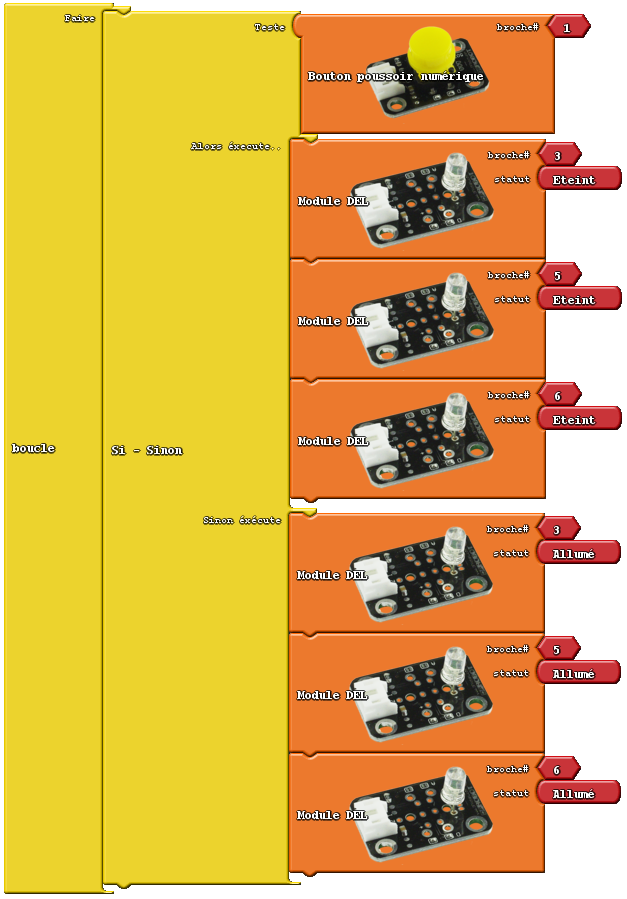 Faire
Teste
broche# 1
Bouton poussoir numérique
Alors éxecute..
broche# 3
statut Eteint
Module DEL
broche# 5
statut Eteint
Module DEL
broche# 6
statut Eteint
Module DEL
boucle
Si - Sinon
Sinon éxécute
broche# 3
statut Allumé
Module DEL
broche# 5
statut Allumé
Module DEL
broche# 6
statut Allumé
Module DEL